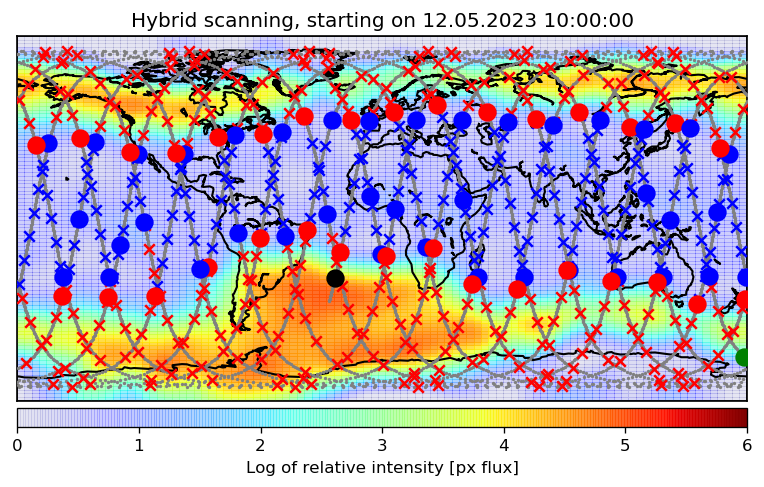 Hybrid scanning, starting on 12.05.2023 10:00:00
0 1 2 3 4 5 6
Log of relative intensity [px flux]